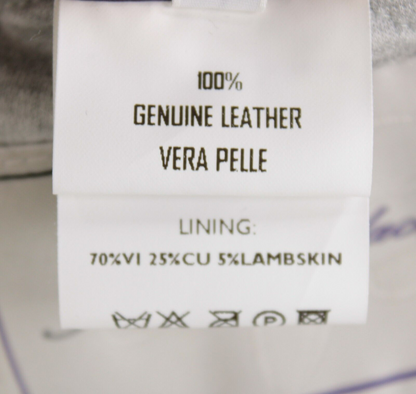 100%
GENUINE LEATHER
VERA PELLE
LINING:
70%VI 25%CU 5%LAMBSKIN
P